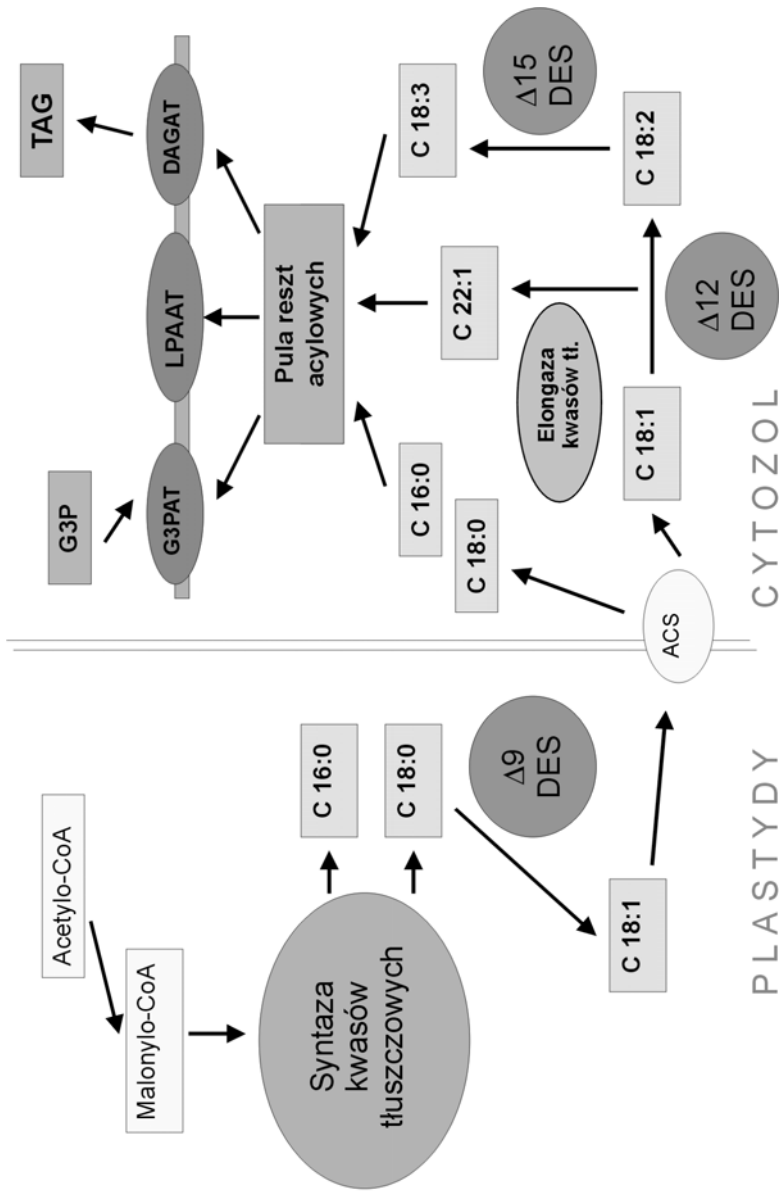 Acetylo-CoA
Malonylo-CoA
Syntaza
kwasów
tłuszczowych
C 16:0
C 18:0
Δ9
DES
C 18:1
PLASTYDY
ACS
G3P
TAG
G3PAT
LPAAT
DAGAT
Pula reszt
acylowych
C 16:0
C 18:0
C 22:1
C 18:3
Elongaza
kwasów tł.
Δ15
DES
C 18:1
C 18:2
Δ12
DES
CYTOZOL